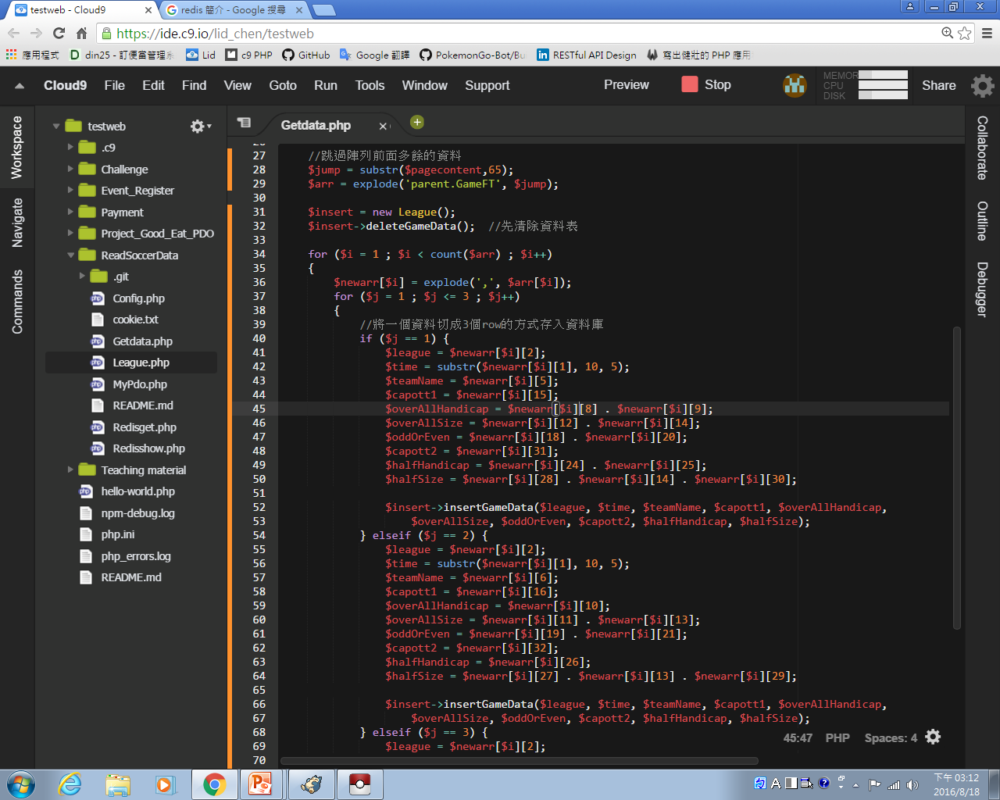 testweb - Cloud9
redis 簡介 - Google 搜尋
https://ide.c9.io/lid_chen/testweb
應用程式
din25 - 訂便當管理系
Lid
c9 PHP
GitHub
Google 翻譯
PokemonGo-Bot/Bu
RESTful API Design
寫出健壯的 PHP 應用
Cloud9 File Edit Find View Goto Run Tools Window Support Preview Stop
MEMOR
CPU
DISK
Share
Workspace
Navigate
Commands
testweb
.c9
Challenge
Event_Register
Payment
Project_Good_Eat_PDO
ReadSoccerData
.git
Config.php
cookie.txt
Getdata.php
League.php
MyPdo.php
README.md
Redisget.php
Redisshow.php
Teaching material
hello-world.php
npm-debug.log
php.ini
php_errors.log
README.md
Getdata.php
27 //跳過陣列前面多餘的資料
28 $jump = substr($pagecontent,65);
29 $arr = explode('parent.GameFT', $jump);
30
31 $insert = new League();
32 $insert->deleteGameData();  //先清除資料表
33
34 for ($i = 1 ; $i < count($arr) ; $i++)
35 {
36 $newarr[$i] = explode(',', $arr[$i]);
37 for ($j = 1 ; $j <= 3 ; $j++)
38 {
39 //將一個資料切成3個row的方式存入資料庫
40 if ($j == 1) {
41 $league = $newarr[$i][2];
42 $time = substr($newarr[$i][1], 10, 5);
43 $teamName = $newarr[$i][5];
44 $capott1 = $newarr[$i][15];
45 $overAllHandicap = $newarr[$i][8] . $newarr[$i][9];
46 $overAllSize = $newarr[$i][12] . $newarr[$i][14];
47 $oddOrEven = $newarr[$i][18] . $newarr[$i][20];
48 $capott2 = $newarr[$i][31];
49 $halfHandicap = $newarr[$i][24] . $newarr[$i][25];
50 $halfSize = $newarr[$i][28] . $newarr[$i][14] . $newarr[$i][30];
51
52 $insert->insertGameData($league, $time, $teamName, $capott1, $overAllHandicap,
53 $overAllSize, $oddOrEven, $capott2, $halfHandicap, $halfSize);
54 } elseif ($j == 2) {
55 $league = $newarr[$i][2];
56 $time = substr($newarr[$i][1], 10, 5);
57 $teamName = $newarr[$i][6];
58 $capott1 = $newarr[$i][16];
59 $overAllHandicap = $newarr[$i][10];
60 $overAllSize = $newarr[$i][11] . $newarr[$i][13];
61 $oddOrEven = $newarr[$i][19] . $newarr[$i][21];
62 $capott2 = $newarr[$i][32];
63 $halfHandicap = $newarr[$i][26];
64 $halfSize = $newarr[$i][27] . $newarr[$i][13] . $newarr[$i][29];
65
66 $insert->insertGameData($league, $time, $teamName, $capott1, $overAllHandicap,
67 $overAllSize, $oddOrEven, $capott2, $halfHandicap, $halfSize);
68 } elseif ($j == 3) {
69 $league = $newarr[$i][2];
70
45:47 PHP Spaces: 4
Collaborate
Outline
Debugger
下午 03:12
2016/8/18